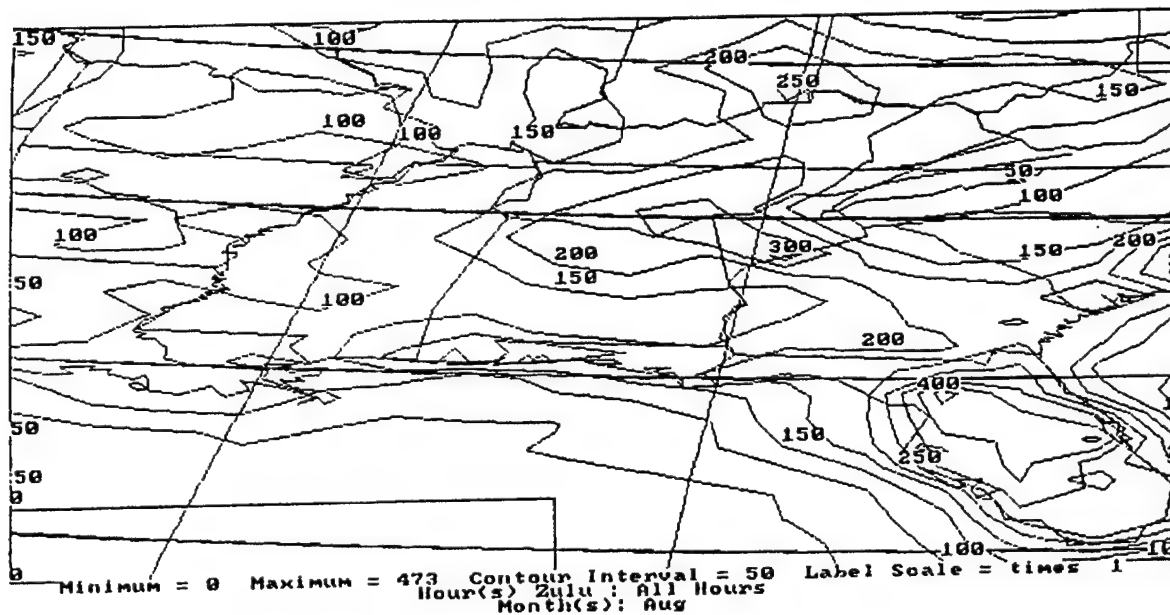 150 100 200
250 150
100 100 150
50
100
100 200 300 150 200
50 150
100
200
400
50 150
250
50
0
100 10
0
Minimum = 0 Maximum = 473 Contour Interval = 50 Label Scale = times 1
Hour(s) Zulu : All Hours
Month(s): Aug